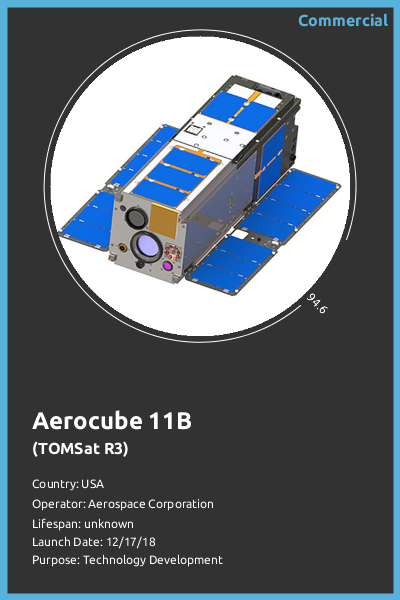 Commercial
94.6
Aerocube 11B
(TOMSat R3)
Country: USA
Operator: Aerospace Corporation
Lifespan: unknown
Launch Date: 12/17/18
Purpose: Technology Development